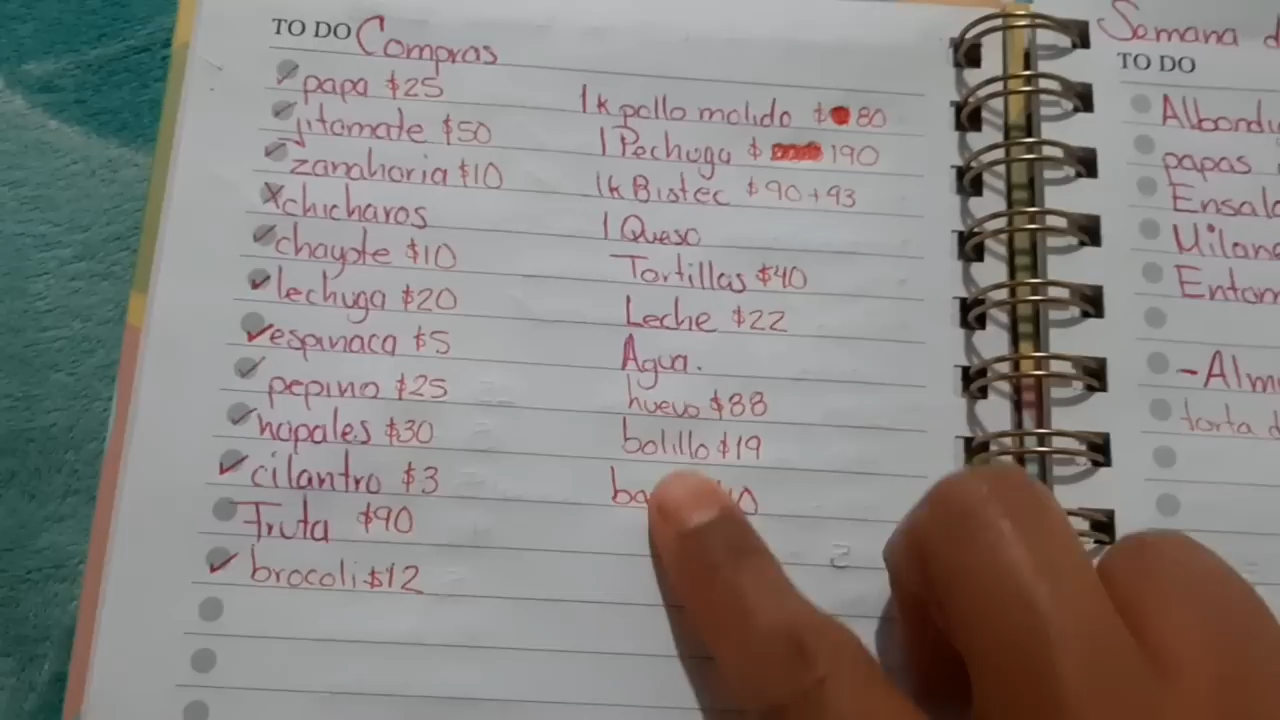 TO DO Compras
papa $25
jitomate $50
zanahoria $10
chicharos
chayote $10
lechuga $20
espinaca $5
pepino $25
nopales $30
cilantro $3
Fruta $90
brocoli $12
1k pollo molido $80
1 Pechuga $190
1k Bistec $90+93
1 Queso
Tortillas $40
Leche $22
Agua.
huevo $88
bolillo $19
Semana
TO DO
papas